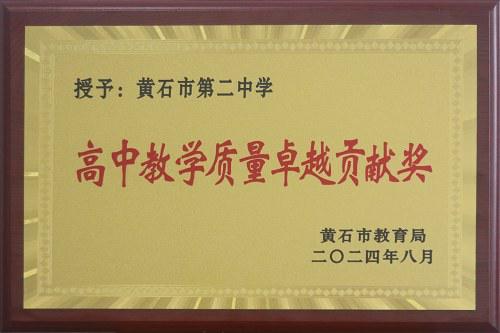 授予：黄石市第二中学
高中教学质量卓越贡献奖
黄石市教育局
二〇二四年八月